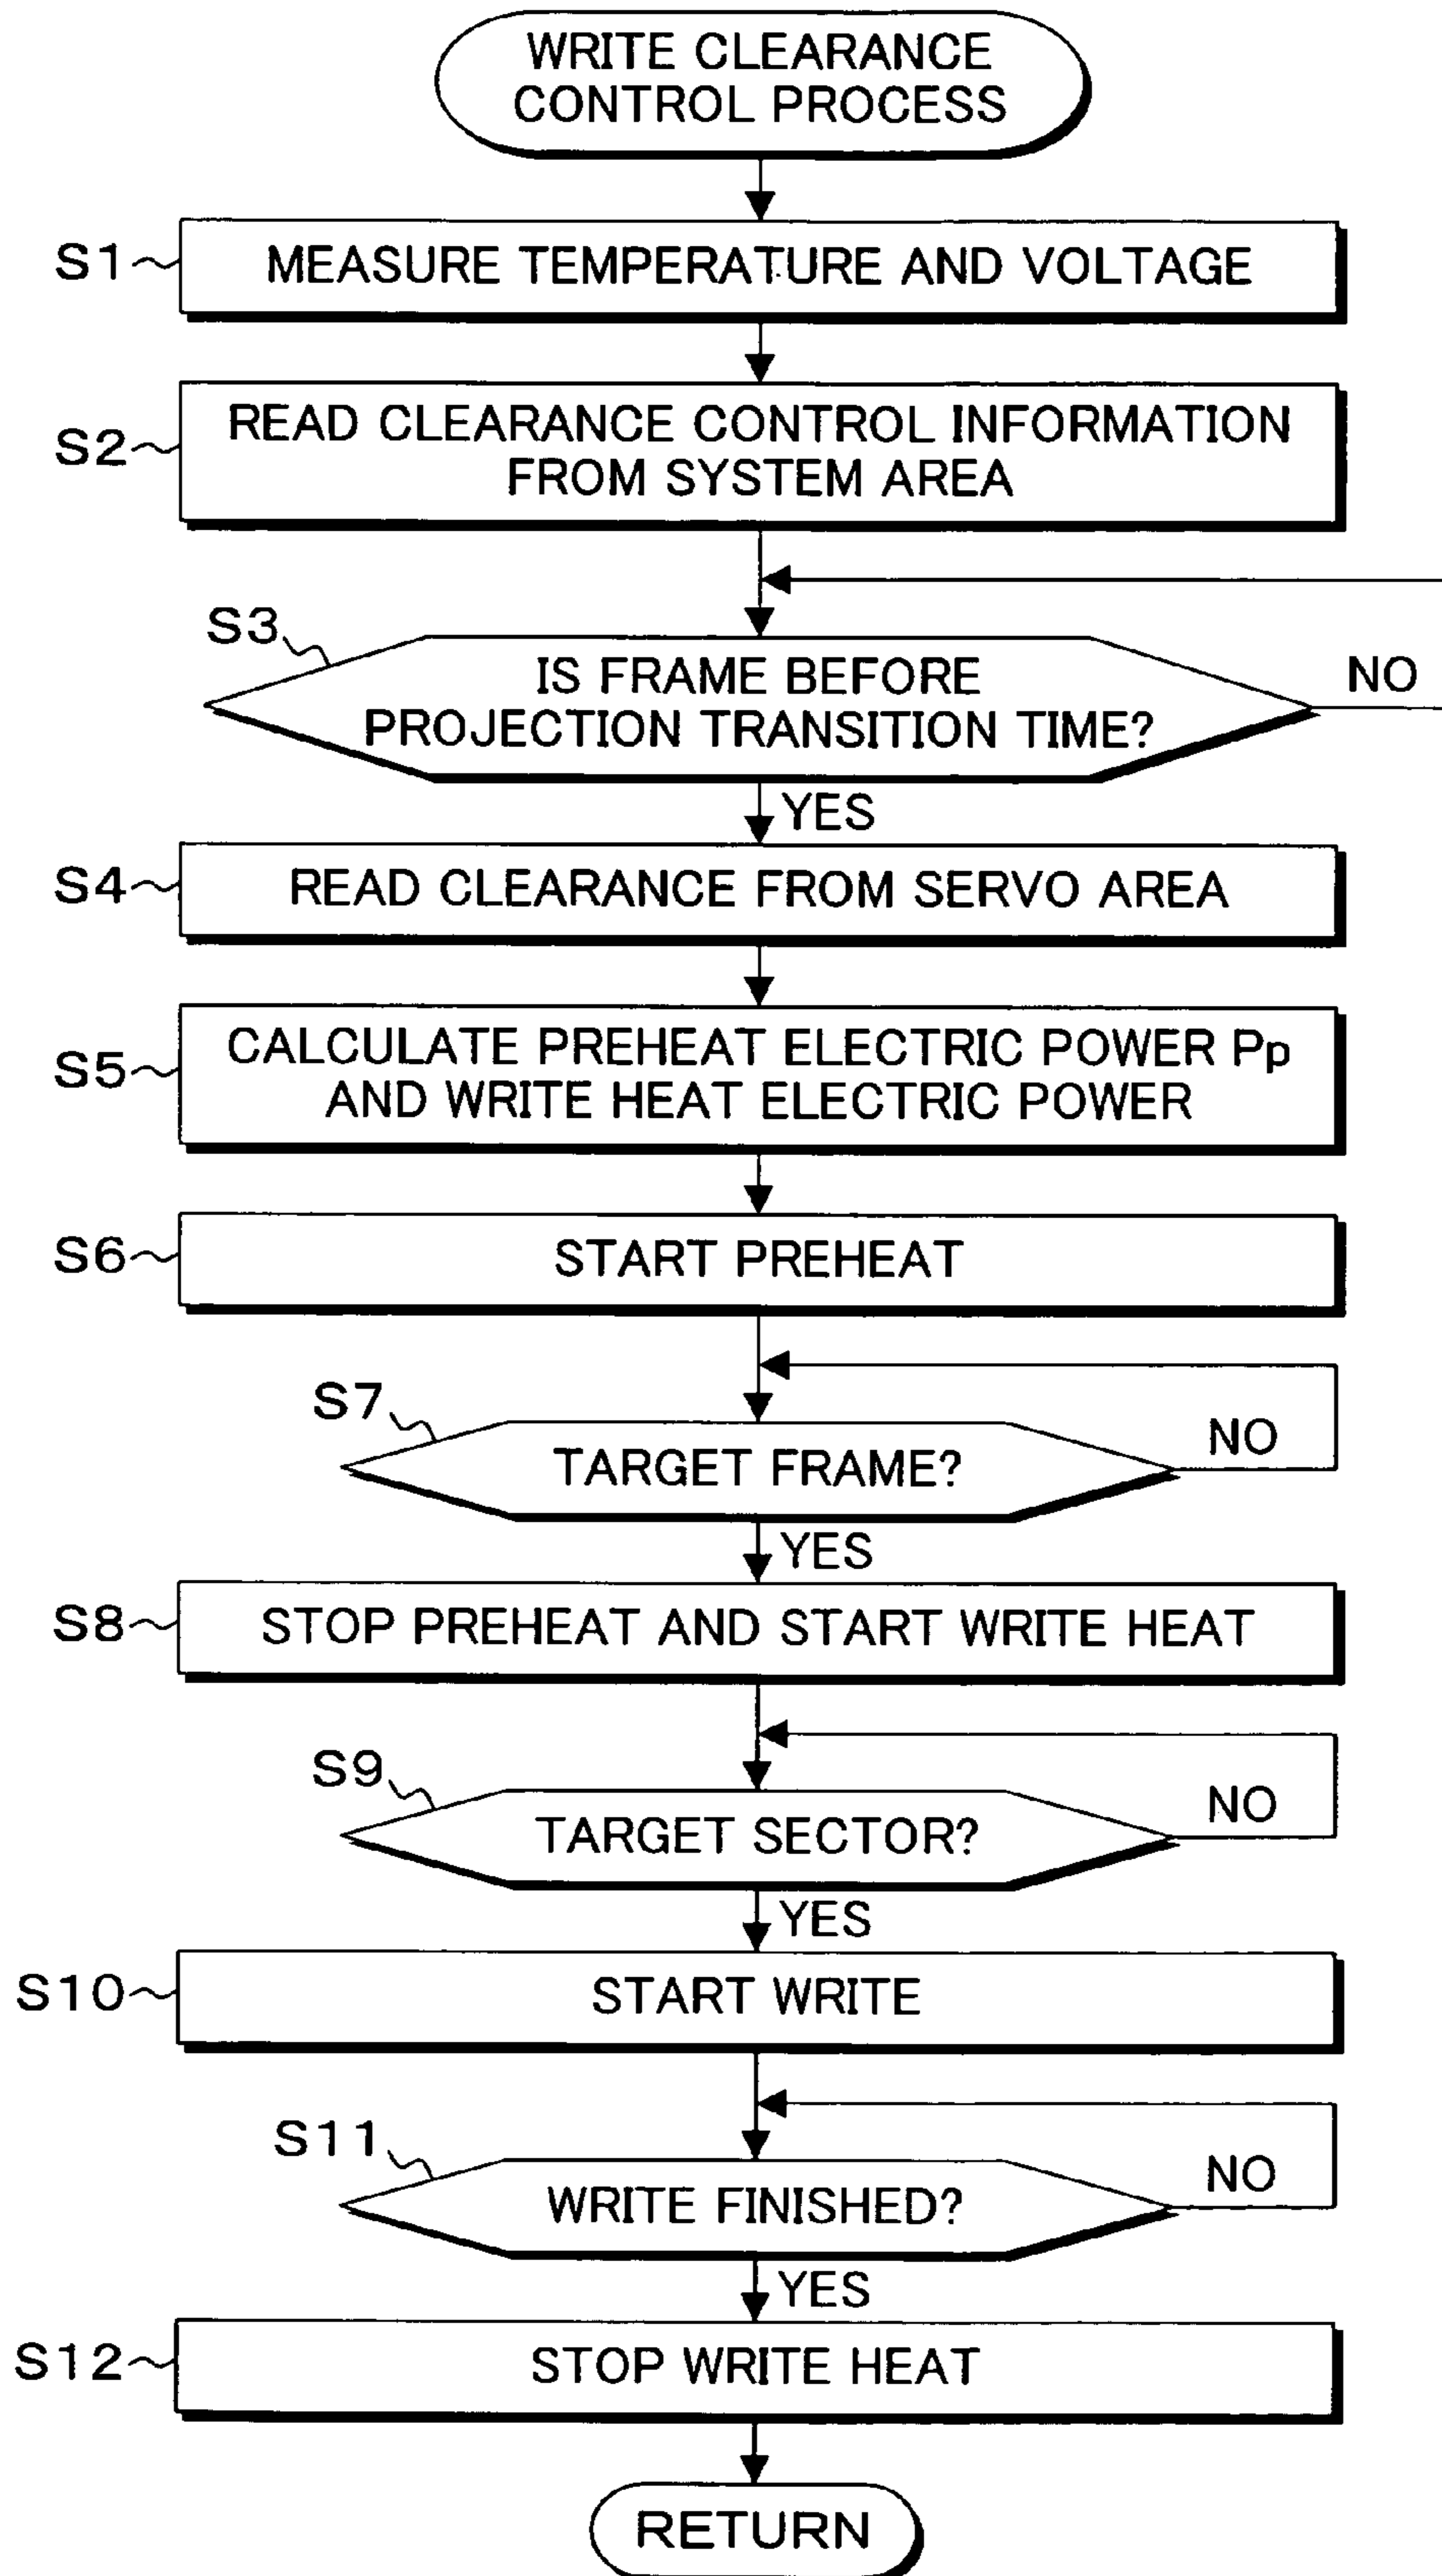 WRITE CLEARANCE
CONTROL PROCESS
S1
MEASURE TEMPERATURE AND VOLTAGE
S2
READ CLEARANCE CONTROL INFORMATION
FROM SYSTEM AREA
S3
IS FRAME BEFORE
PROJECTION TRANSITION TIME?
NO
YES
S4
READ CLEARANCE FROM SERVO AREA
S5
CALCULATE PREHEAT ELECTRIC POWER Pp
AND WRITE HEAT ELECTRIC POWER
S6
START PREHEAT
S7
TARGET FRAME?
NO
YES
S8
STOP PREHEAT AND START WRITE HEAT
S9
TARGET SECTOR?
NO
YES
S10
START WRITE
S11
WRITE FINISHED?
NO
YES
S12
STOP WRITE HEAT
RETURN